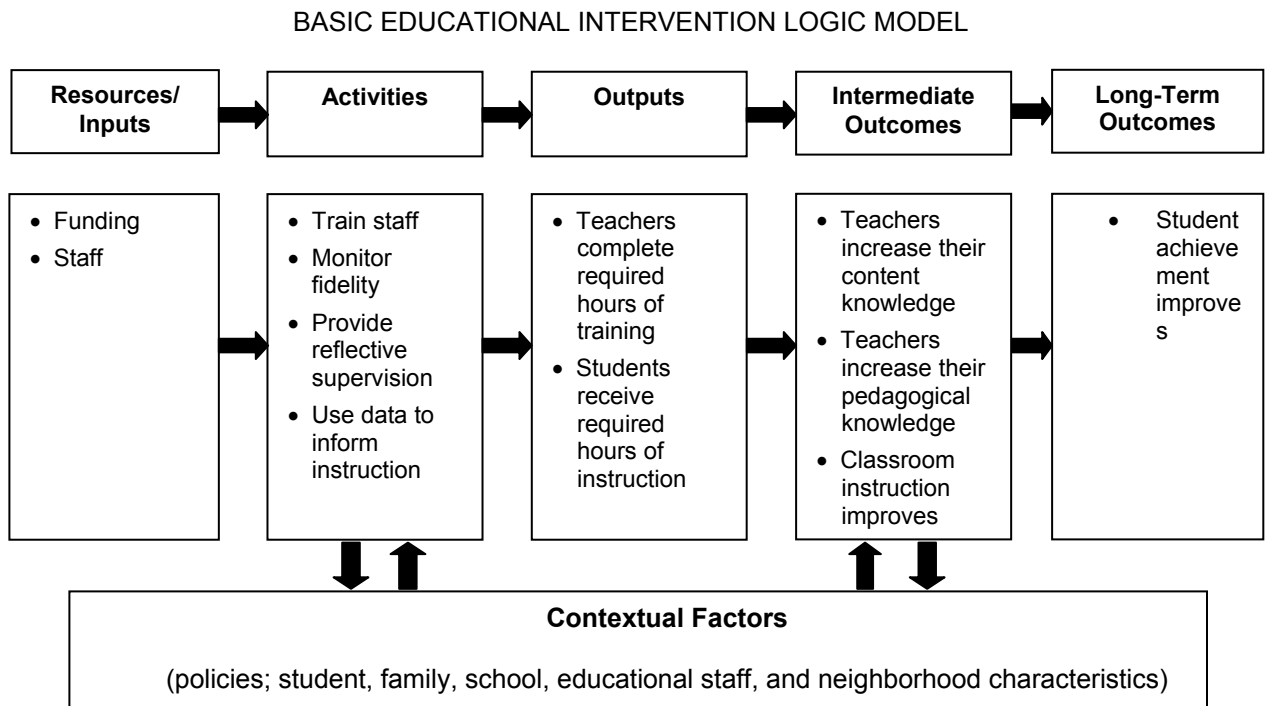 BASIC EDUCATIONAL INTERVENTION LOGIC MODEL
Resources/
Inputs
Activities
Outputs
Intermediate
Outcomes
Long-Term
Outcomes
• Funding
• Staff
• Train staff
• Monitor
fidelity
• Provide
reflective
supervision
• Use data to
inform
instruction
• Teachers
complete
required
hours of
training
• Students
receive
required
hours of
instruction
• Teachers
increase their
content
knowledge
• Teachers
increase their
pedagogical
knowledge
• Classroom
instruction
improves
• Student
achieve
ment
improve
s
Contextual Factors
(policies; student, family, school, educational staff, and neighborhood characteristics)